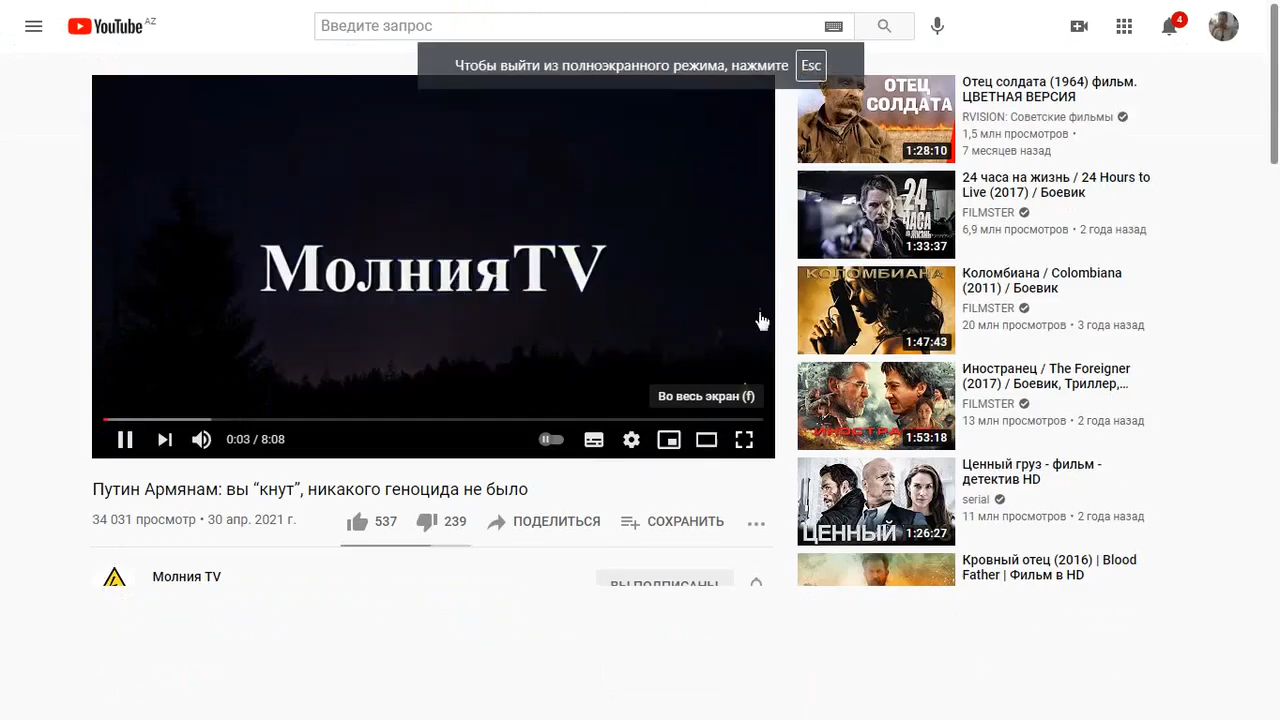 YouTube AZ
Введите запрос
4
Чтобы выйти из полноэкранного режима, нажмите Esc
МолнияTV
Во весь экран (f)
0:03 / 8:08
Путин Армянам: вы “кнут”, никакого геноцида не было
34 031 просмотр • 30 апр. 2021 г.
537
239
ПОДЕЛИТЬСЯ
СОХРАНИТЬ
Молния TV
ВЫ ПОДПИСАНЫ
ОТЕЦ
СОЛДАТА
1:28:10
Отец солдата (1964) фильм.
ЦВЕТНАЯ ВЕРСИЯ
RVISION: Советские фильмы
1,5 млн просмотров •
7 месяцев назад
24
ЧАСА
НА ЖИЗНЬ
1:33:37
24 часа на жизнь / 24 Hours to
Live (2017) / Боевик
FILMSTER
6,9 млн просмотров • 2 года назад
КОЛОМБИАНА
1:47:43
Коломбиана / Colombiana
(2011) / Боевик
FILMSTER
20 млн просмотров • 3 года назад
1:53:18
Иностранец / The Foreigner
(2017) / Боевик, Триллер,...
FILMSTER
13 млн просмотров • 2 года назад
ЦЕННЫЙ
1:26:27
Ценный груз - фильм -
детектив HD
serial
11 млн просмотров • 2 года назад
Кровный отец (2016) | Blood
Father | Фильм в HD